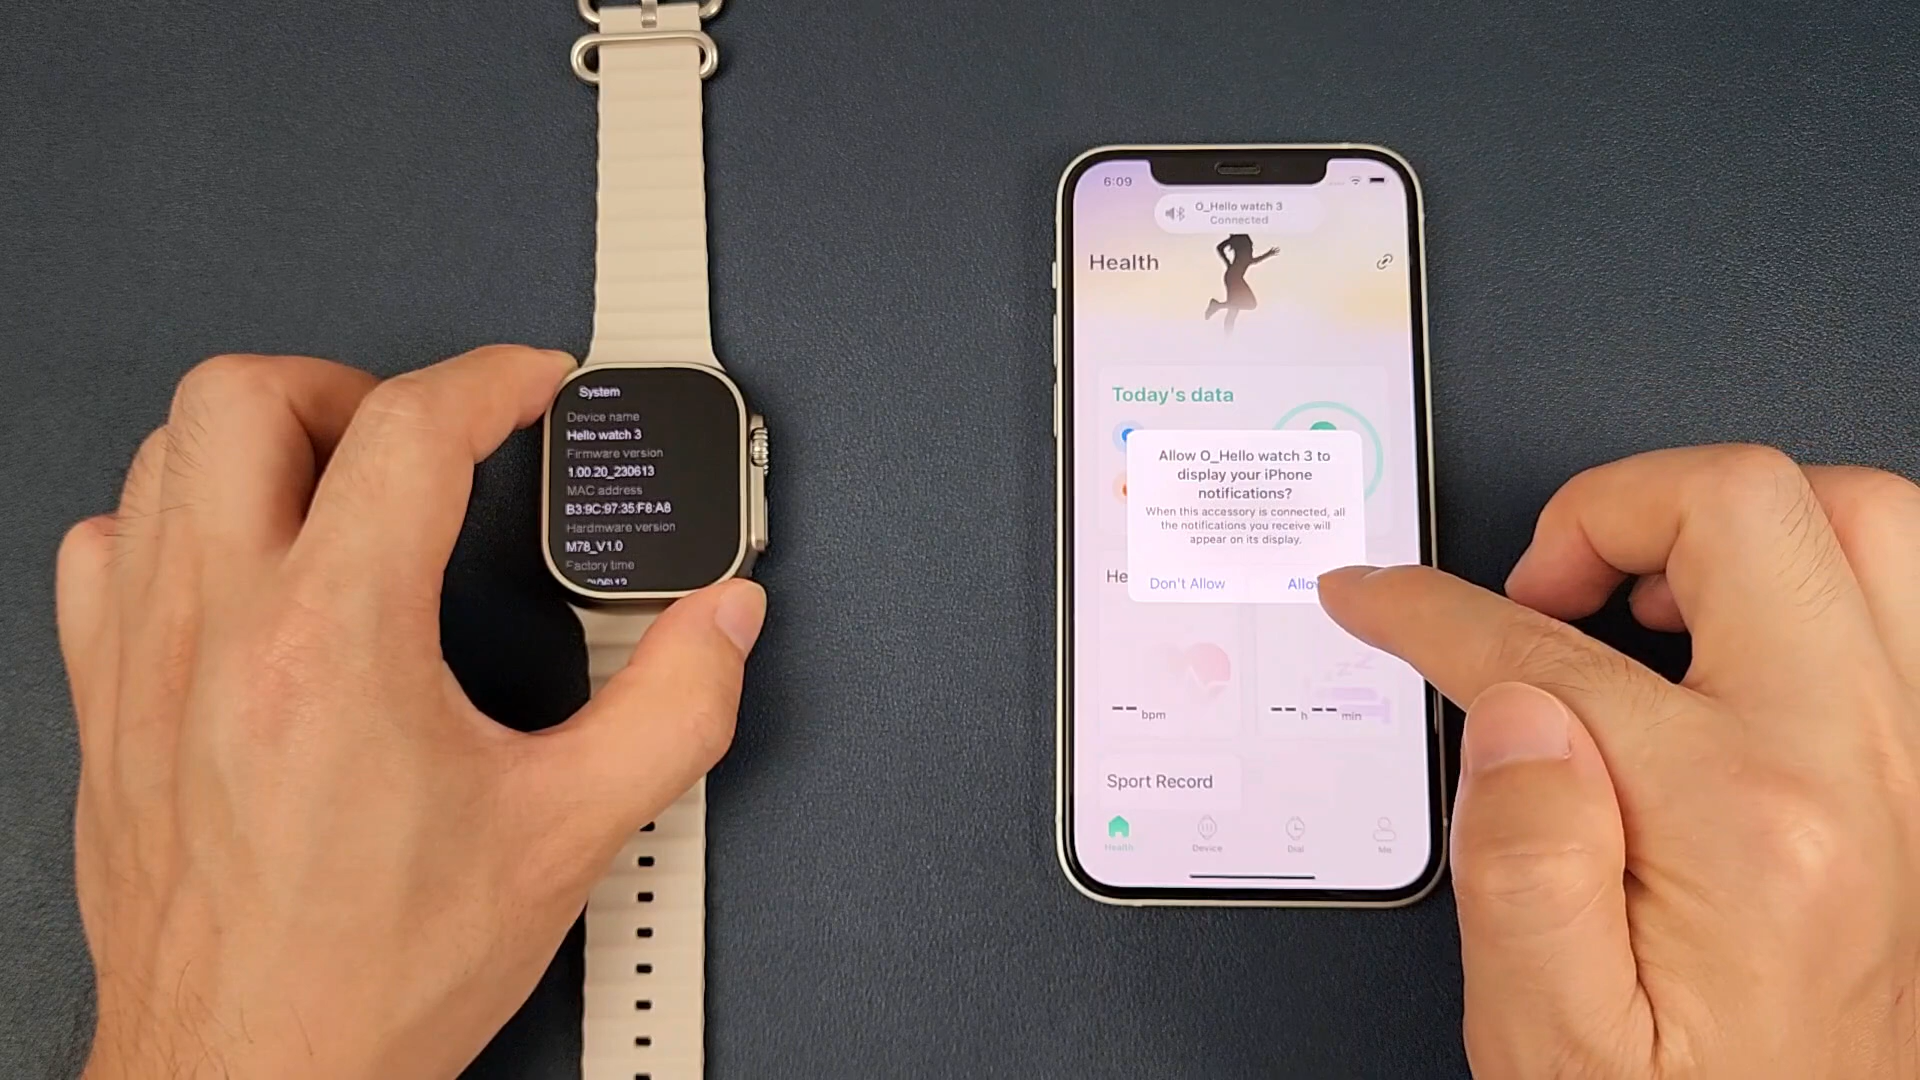 System
Device name
Hello watch 3
Firmware version
1.00.20_230613
MAC address
B3:9C:97:35:F8:A8
Hardmware version
M78_V1.0
Factory time
6:09
O_Hello watch 3
Connected
Health
Today's data
Allow O_Hello watch 3 to
display your iPhone
notifications?
When this accessory is connected, all
the notifications you receive will
appear on its display.
Don't Allow
He
-- bpm
-- h -- min
Sport Record
Health
Device
Dial
Me